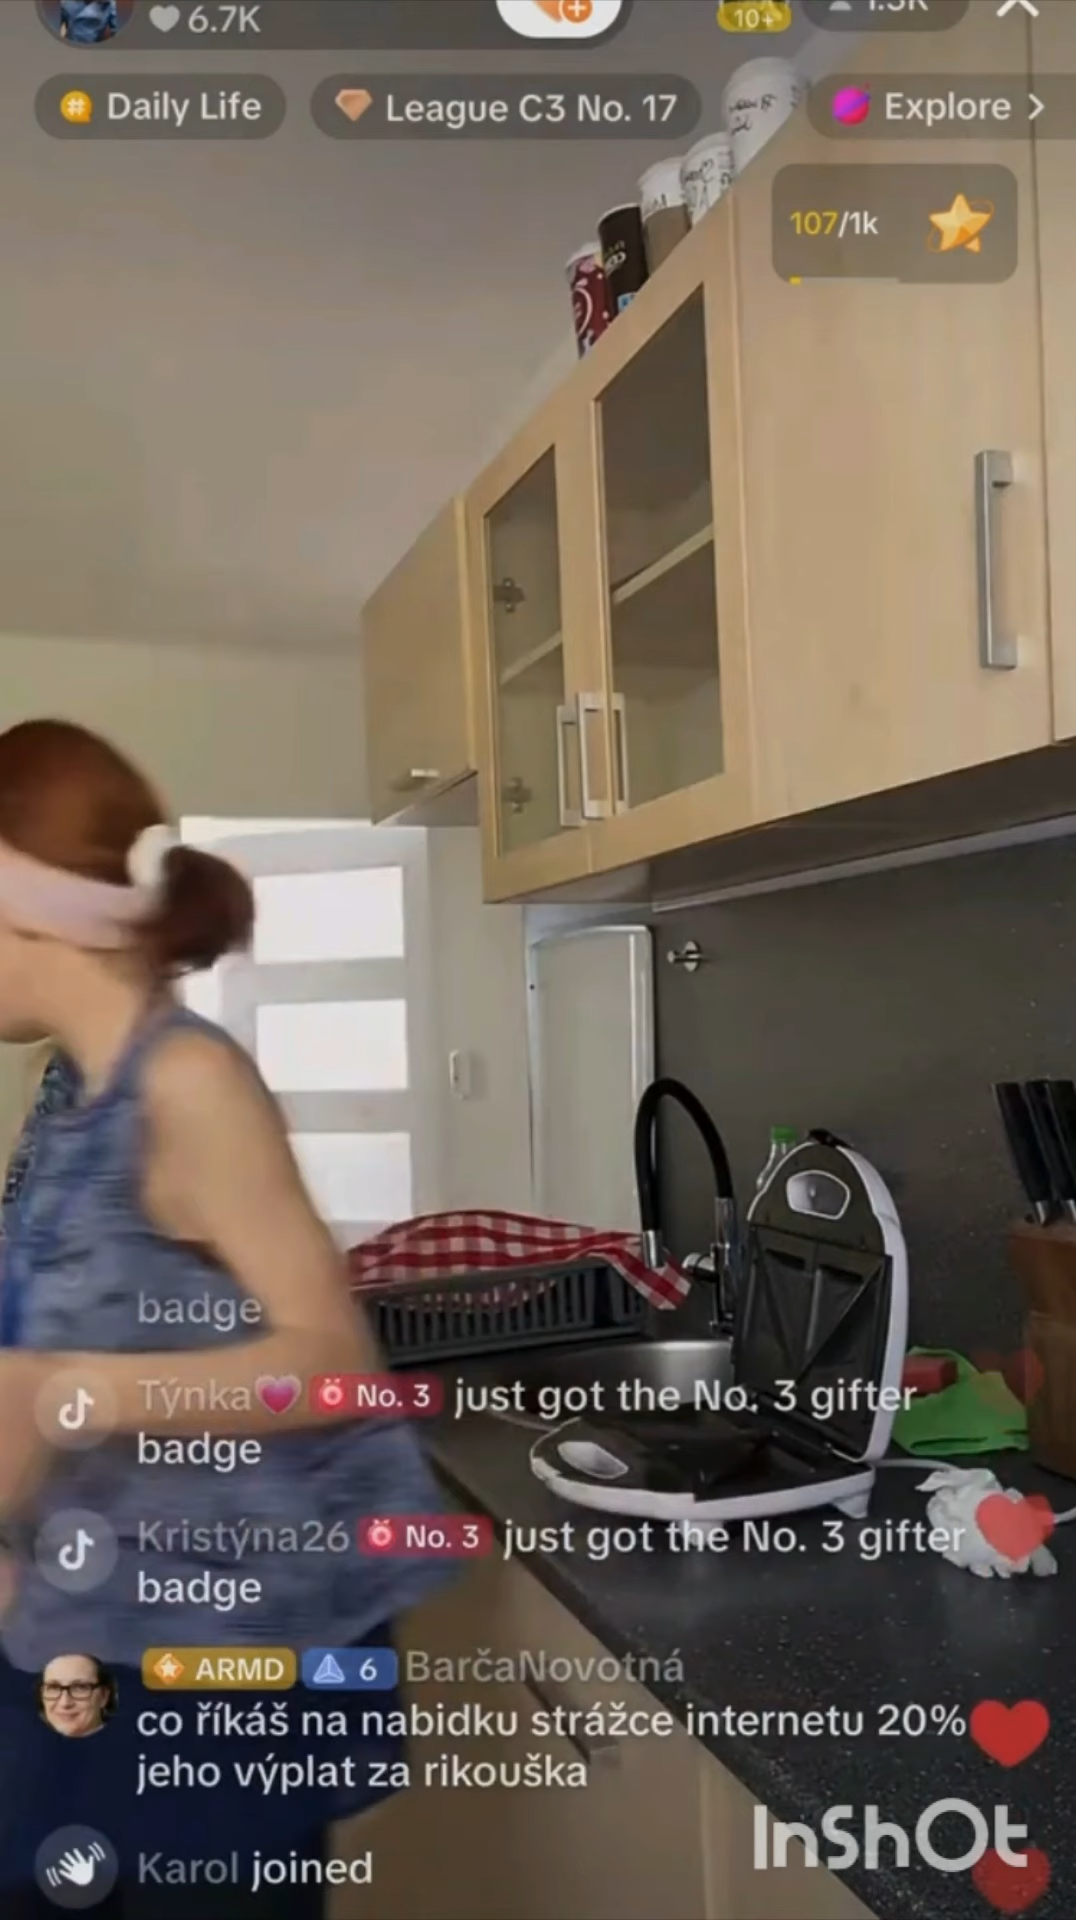 6.7K
10+
1.3K
Daily Life
League C3 No. 17
Explore >
107/1k
badge
Týnka💗 No. 3 just got the No. 3 gifter
badge
Kristýna26 No. 3 just got the No. 3 gifter
badge
ARMD 6 BarčaNovotná
co říkáš na nabidku strážce internetu 20%
jeho výplat za rikouška
Karol joined
InShOt